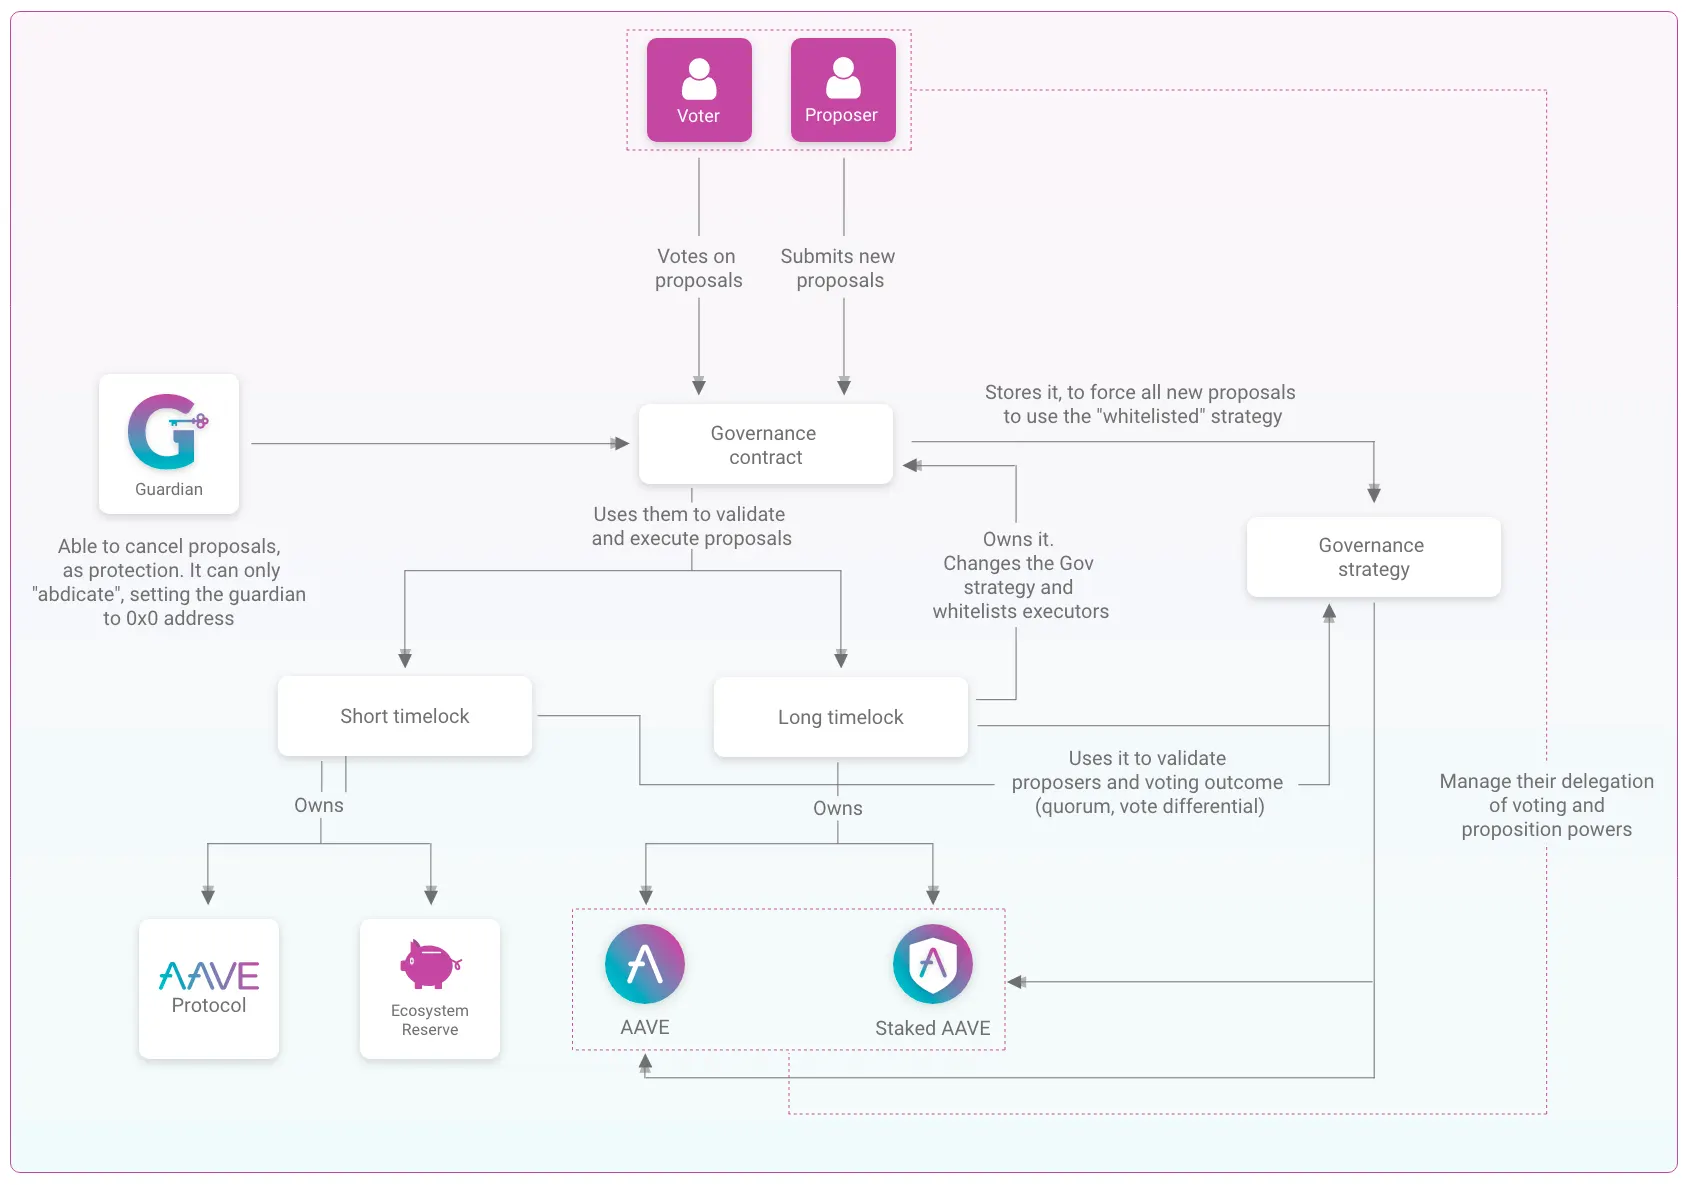 Voter
Proposer
Votes on
proposals
Submits new
proposals
Guardian
Able to cancel proposals,
as protection. It can only
"abdicate", setting the guardian
to 0x0 address
Governance
contract
Stores it, to force all new proposals
to use the "whitelisted" strategy
Uses them to validate
and execute proposals
Owns it.
Changes the Gov
strategy and
whitelists executors
Governance
strategy
Short timelock
Long timelock
Uses it to validate
proposers and voting outcome
(quorum, vote differential)
Manage their delegation
of voting and
proposition powers
Owns
Owns
AAVE
Protocol
Ecosystem
Reserve
AAVE
Staked AAVE